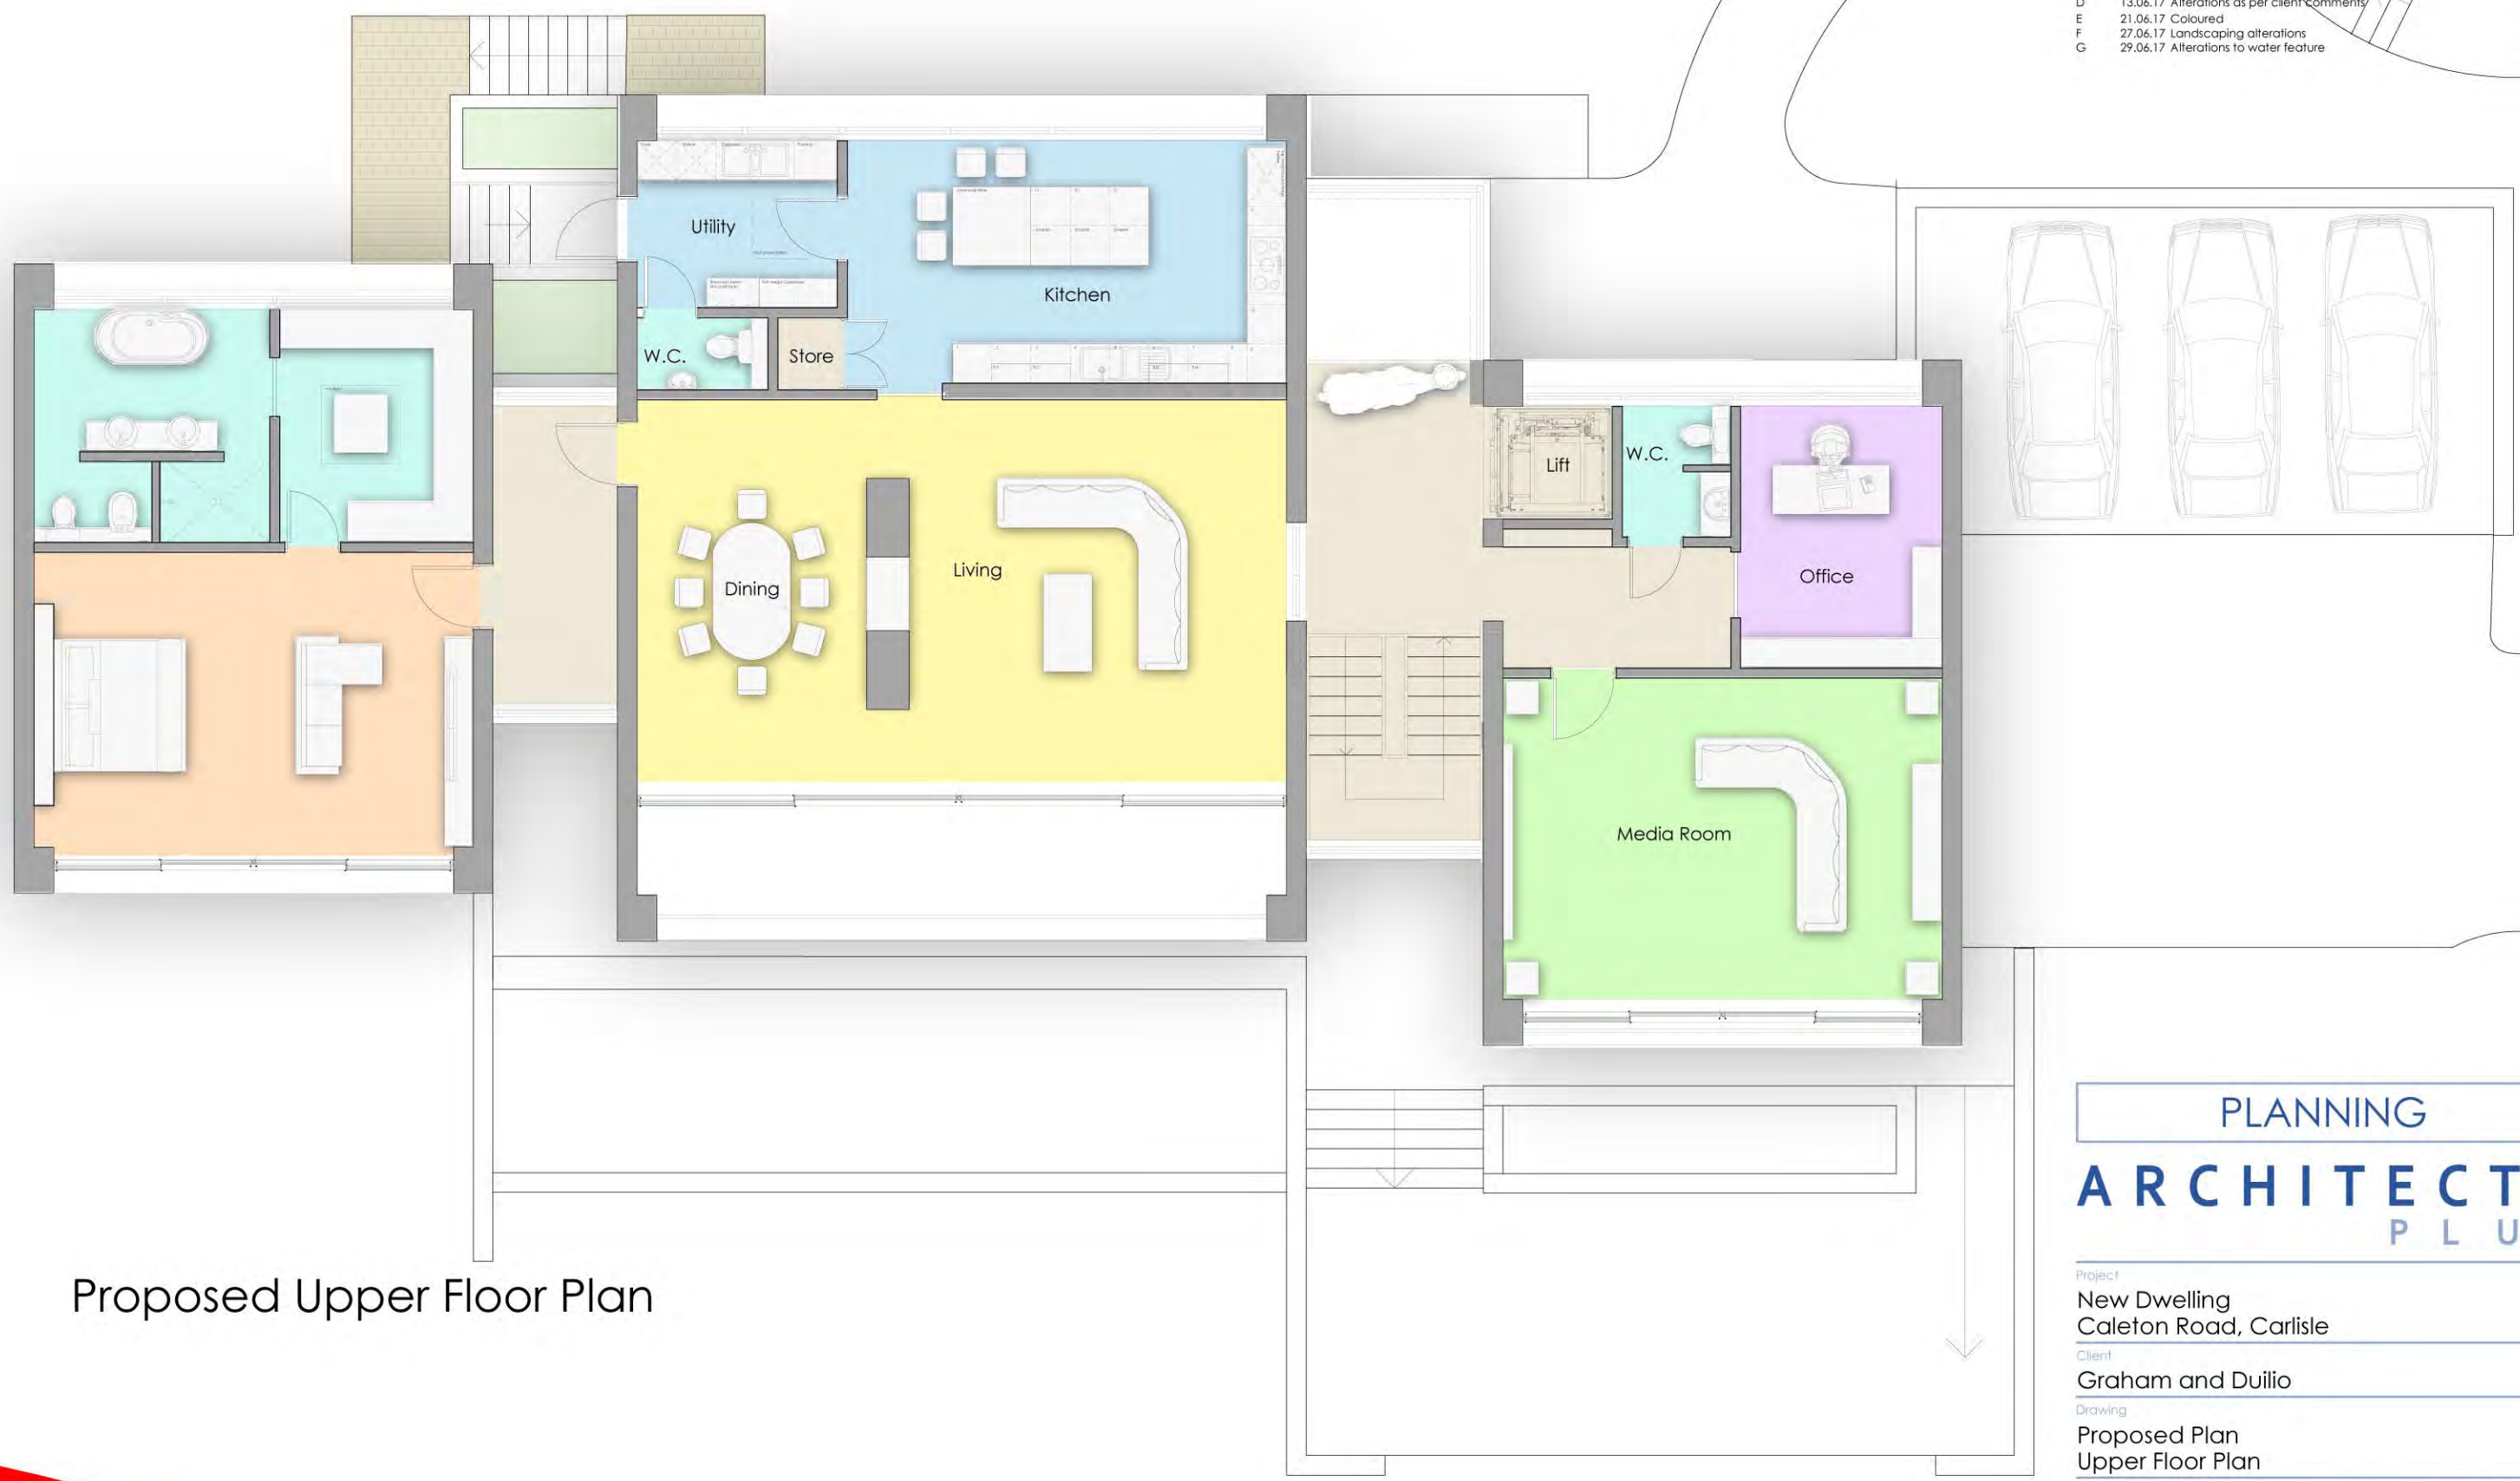 D 13.06.17 Alterations as per client comments
E 21.06.17 Coloured
F 27.06.17 Landscaping alterations
G 29.06.17 Alterations to water feature
Utility
Kitchen
W.C.
Store
Lift
W.C.
Office
Dining
Living
Media Room
Proposed Upper Floor Plan
PLANNING
ARCHITECT
PLU
Project
New Dwelling
Caleton Road, Carlisle
Client
Graham and Duilio
Drawing
Proposed Plan
Upper Floor Plan